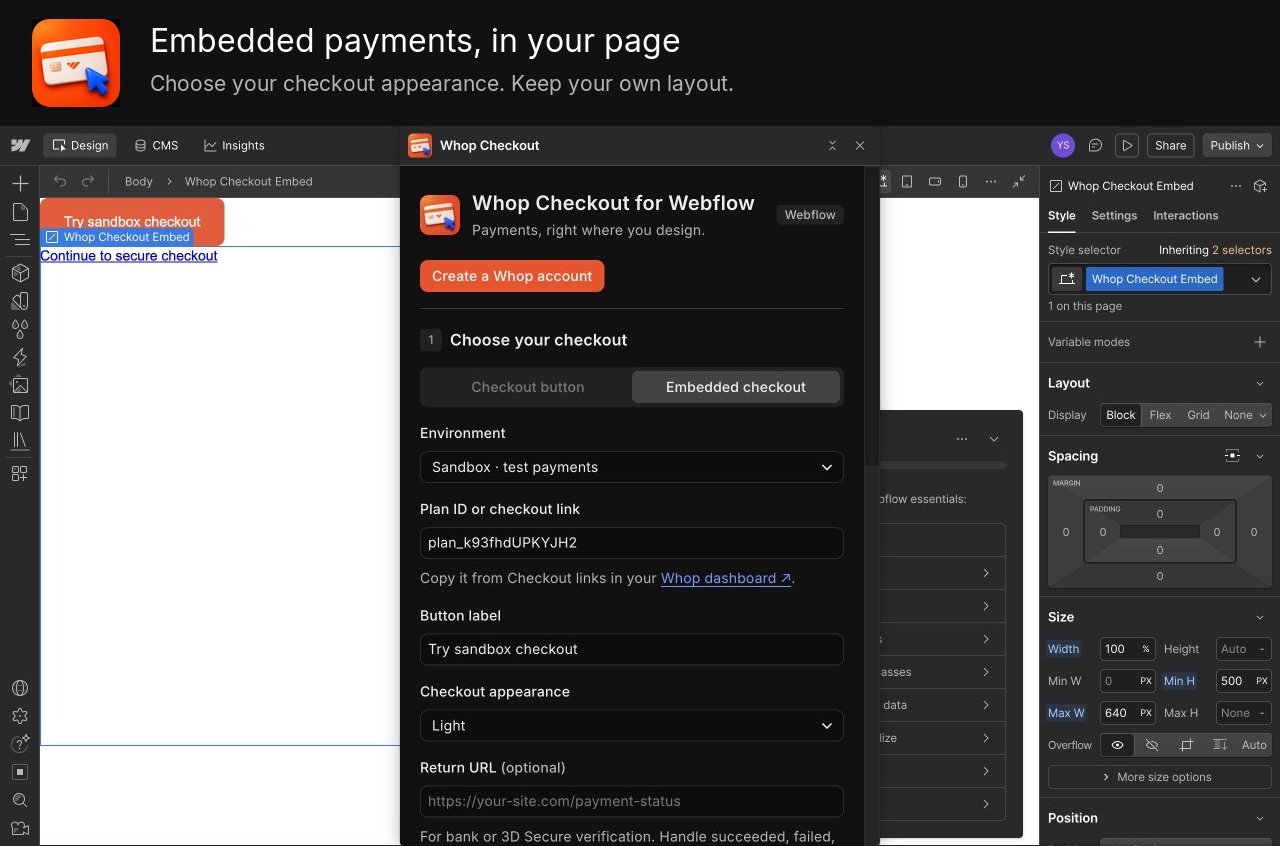 Embedded payments, in your page
Choose your checkout appearance. Keep your own layout.
Design
CMS
Insights
Whop Checkout
YS
Share
Publish
Body
Whop Checkout Embed
Try sandbox checkout
Whop Checkout Embed
Continue to secure checkout
Whop Checkout for Webflow
Payments, right where you design.
Webflow
Create a Whop account
1 Choose your checkout
Checkout button
Embedded checkout
Environment
Sandbox · test payments
Plan ID or checkout link
plan_k93fhdUPKYJH2
Copy it from Checkout links in your Whop dashboard ↗.
Button label
Try sandbox checkout
Checkout appearance
Light
Return URL (optional)
https://your-site.com/payment-status
For bank or 3D Secure verification. Handle succeeded, failed,
essentials:
data
Whop Checkout Embed
Style
Settings
Interactions
Style selector
Inheriting 2 selectors
Whop Checkout Embed
1 on this page
Variable modes
Layout
Display
Block
Flex
Grid
None
Spacing
MARGIN
0
PADDING
0
0
0
0
0
0
0
Size
Width
100 %
Height
Auto -
Min W
0 PX
Min H
500 PX
Max W
640 PX
Max H
None -
Overflow
Auto
More size options
Position